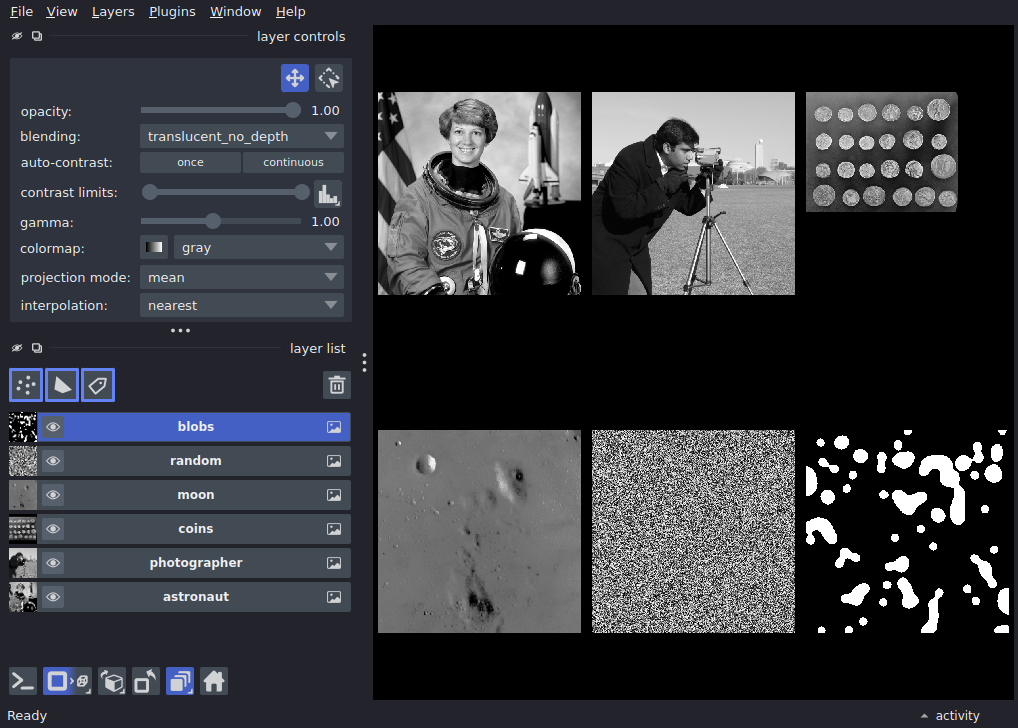 File View Layers Plugins Window Help
layer controls
opacity: 1.00
blending: translucent_no_depth
auto-contrast: once continuous
contrast limits:
gamma: 1.00
colormap: gray
projection mode: mean
interpolation: nearest
layer list
blobs
random
moon
coins
photographer
astronaut
Ready
activity